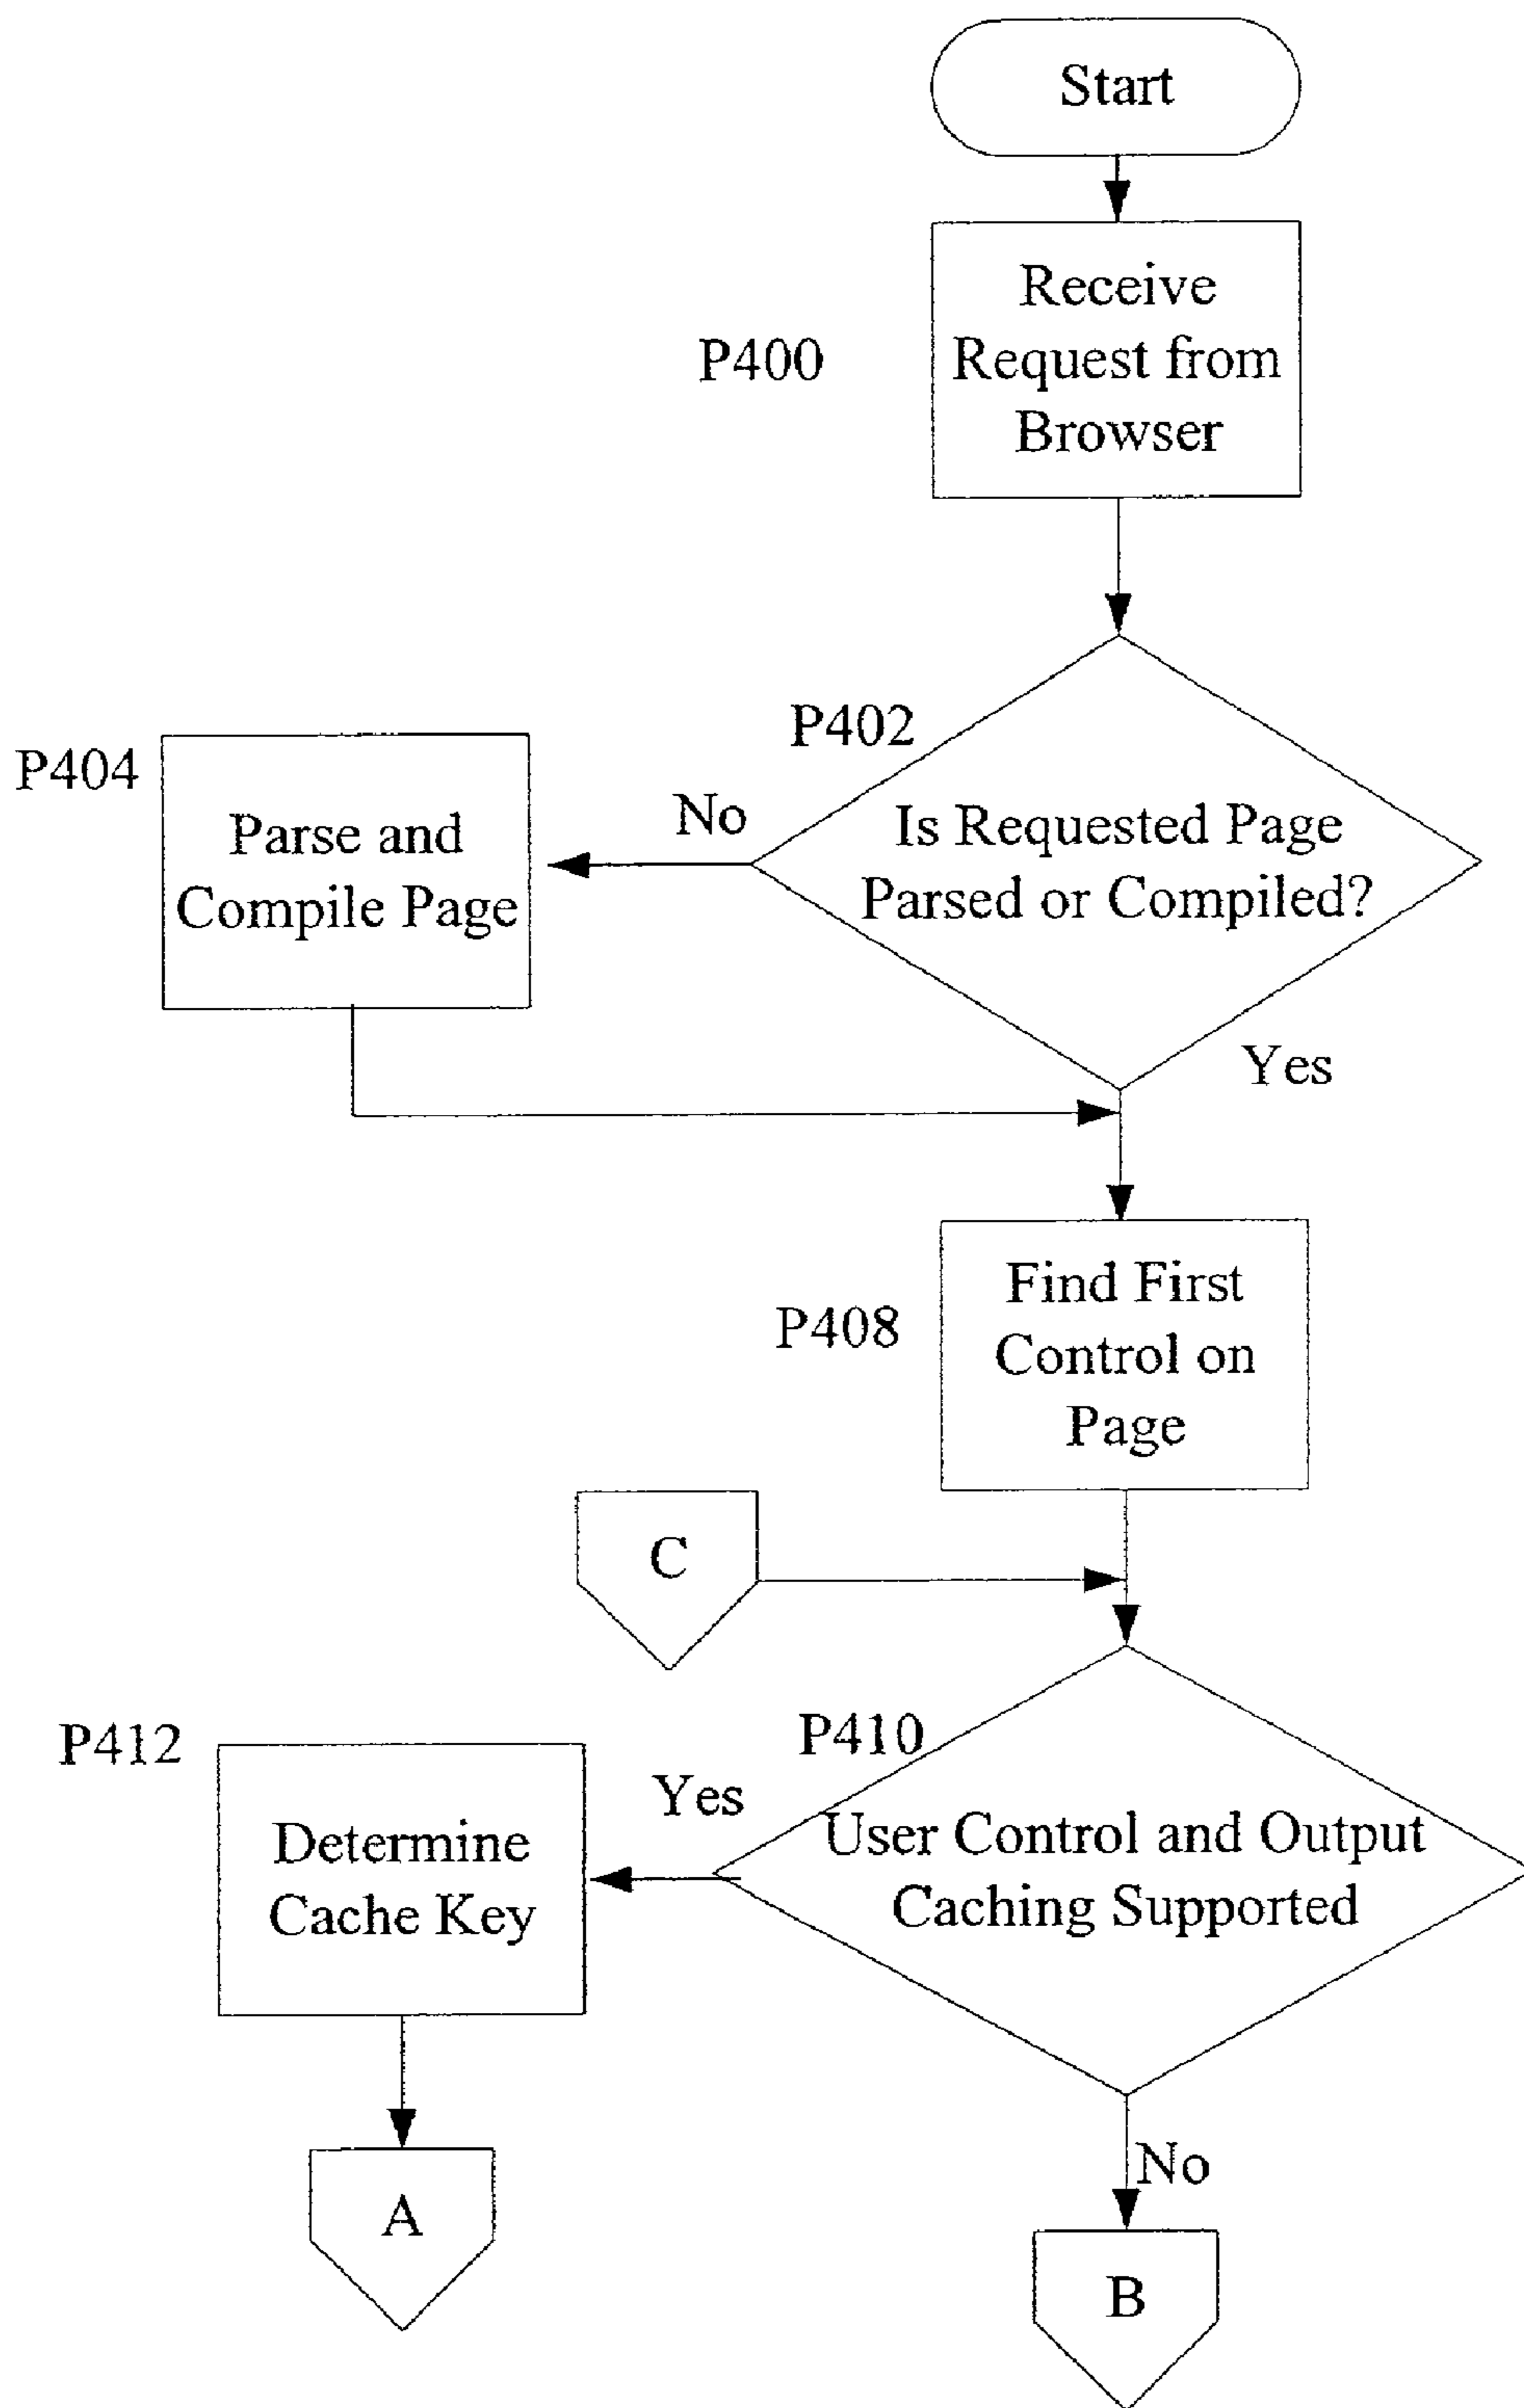 Start
P400
Receive
Request from
Browser
P402
P404
No
Is Requested Page
Parsed or Compiled?
Parse and
Compile Page
Yes
P408
Find First
Control on
Page
C
P412
P410
Yes
User Control and Output
Caching Supported
Determine
Cache Key
No
A
B